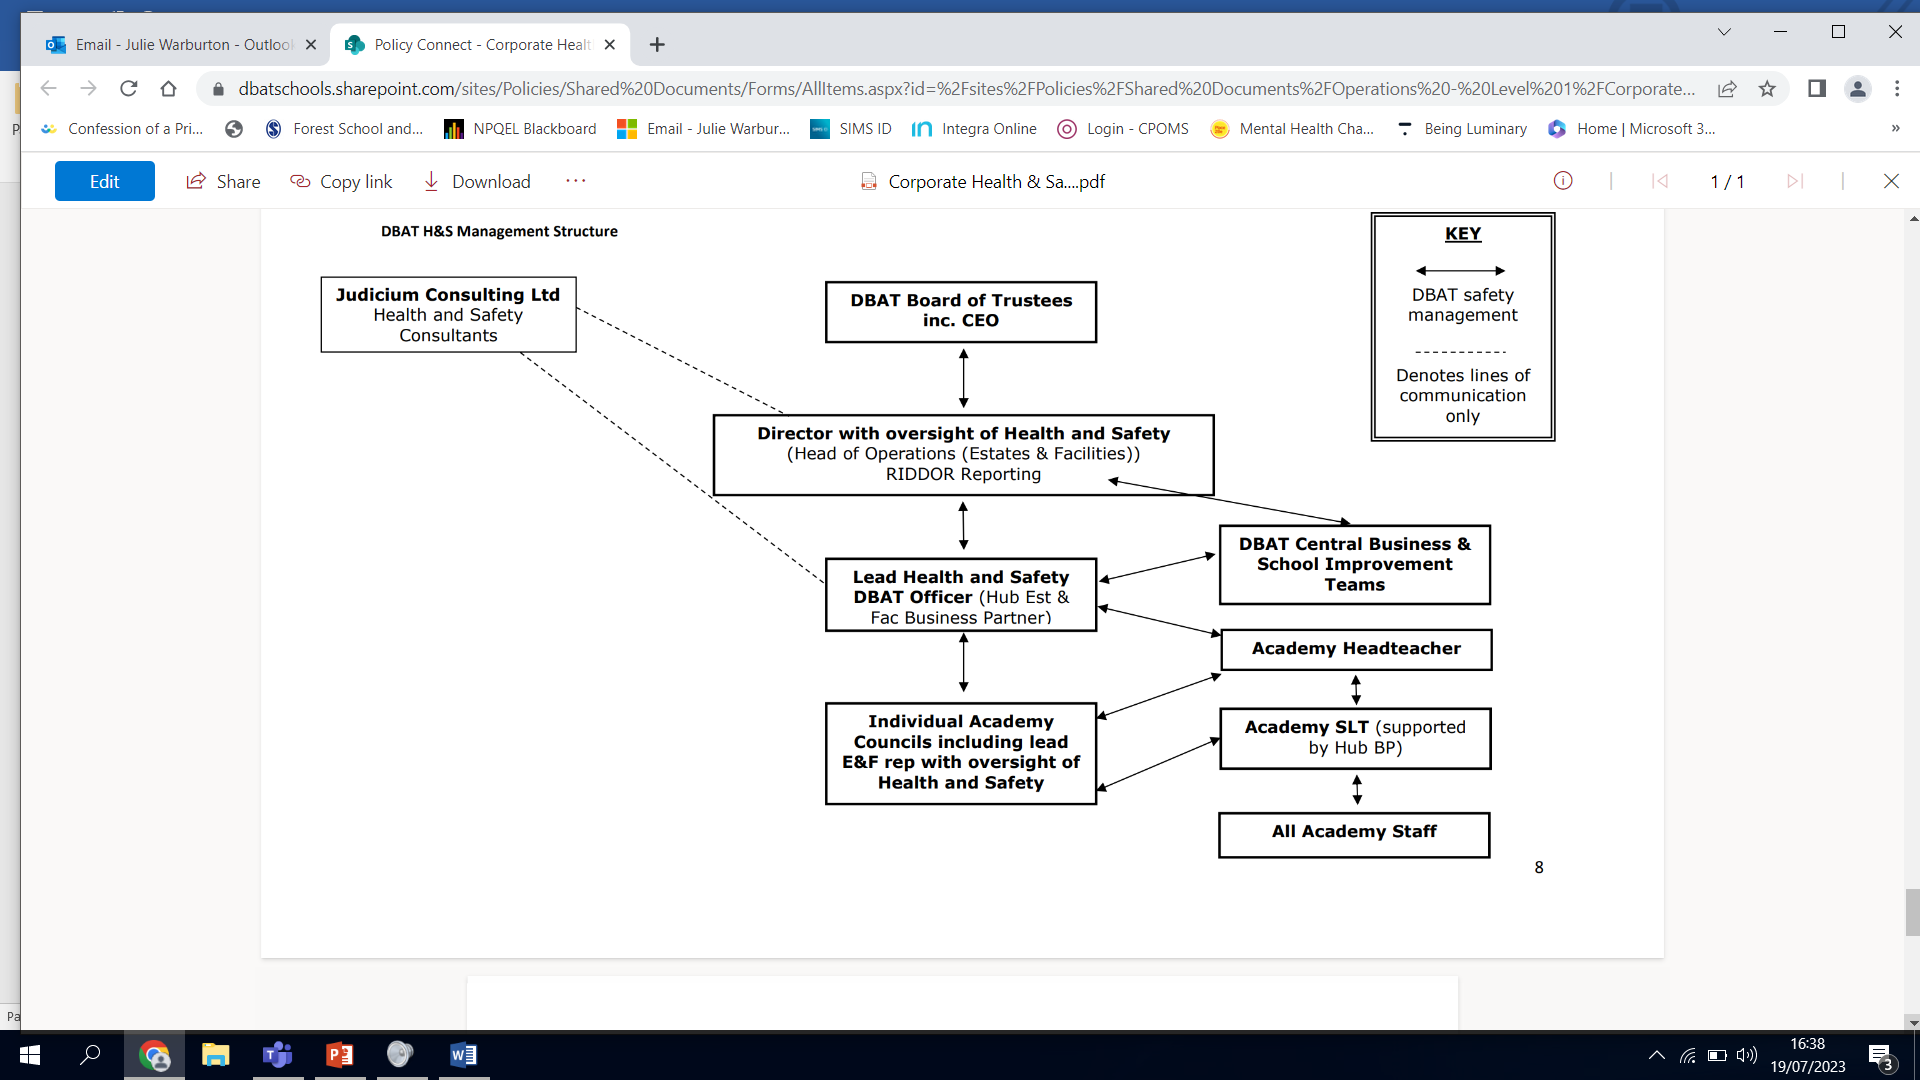 Email - Julie Warburton - Outlook
Policy Connect - Corporate Healt
dbatschools.sharepoint.com/sites/Policies/Shared%20Documents/Forms/AllItems.aspx?id=%2Fsites%2FPolicies%2FShared%20Documents%2FOperations%20-%20Level%201%2FCorporate...
Confession of a Pri...
Forest School and...
NPQEL Blackboard
Email - Julie Warbur...
SIMS ID
Integra Online
Login - CPOMS
Mental Health Cha...
Being Luminary
Home | Microsoft 3...
»
Edit
Share
Copy link
Download
...
Corporate Health & Sa....pdf
1 / 1
DBAT H&S Management Structure
KEY
DBAT safety
management
Denotes lines of
communication
only
Judicium Consulting Ltd
Health and Safety
Consultants
DBAT Board of Trustees
inc. CEO
Director with oversight of Health and Safety
(Head of Operations (Estates & Facilities))
RIDDOR Reporting
DBAT Central Business &
School Improvement
Teams
Lead Health and Safety
DBAT Officer (Hub Est &
Fac Business Partner)
Academy Headteacher
Individual Academy
Councils including lead
E&F rep with oversight of
Health and Safety
Academy SLT (supported
by Hub BP)
All Academy Staff
8
Pa
16:38
19/07/2023
3